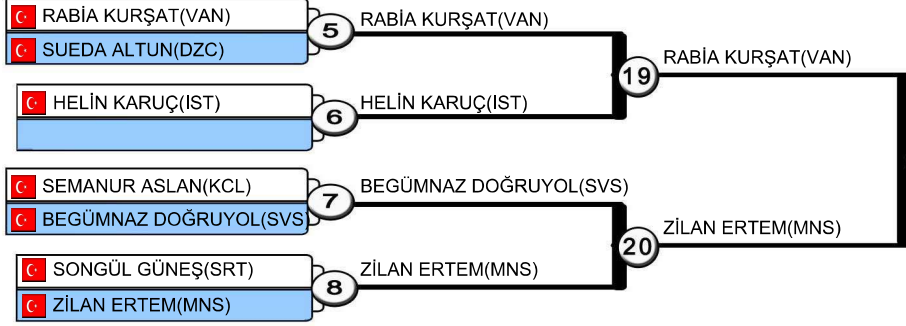 RABİA KURŞAT(VAN)
SUEDA ALTUN(DZC)
5
RABİA KURŞAT(VAN)
HELİN KARUÇ(İST)
6
HELİN KARUÇ(İST)
19
RABİA KURŞAT(VAN)
SEMANUR ASLAN(KCL)
BEGÜMNAZ DOĞRUYOL(SVS)
7
BEGÜMNAZ DOĞRUYOL(SVS)
SONGÜL GÜNEŞ(SRT)
ZİLAN ERTEM(MNS)
8
ZİLAN ERTEM(MNS)
20
ZİLAN ERTEM(MNS)